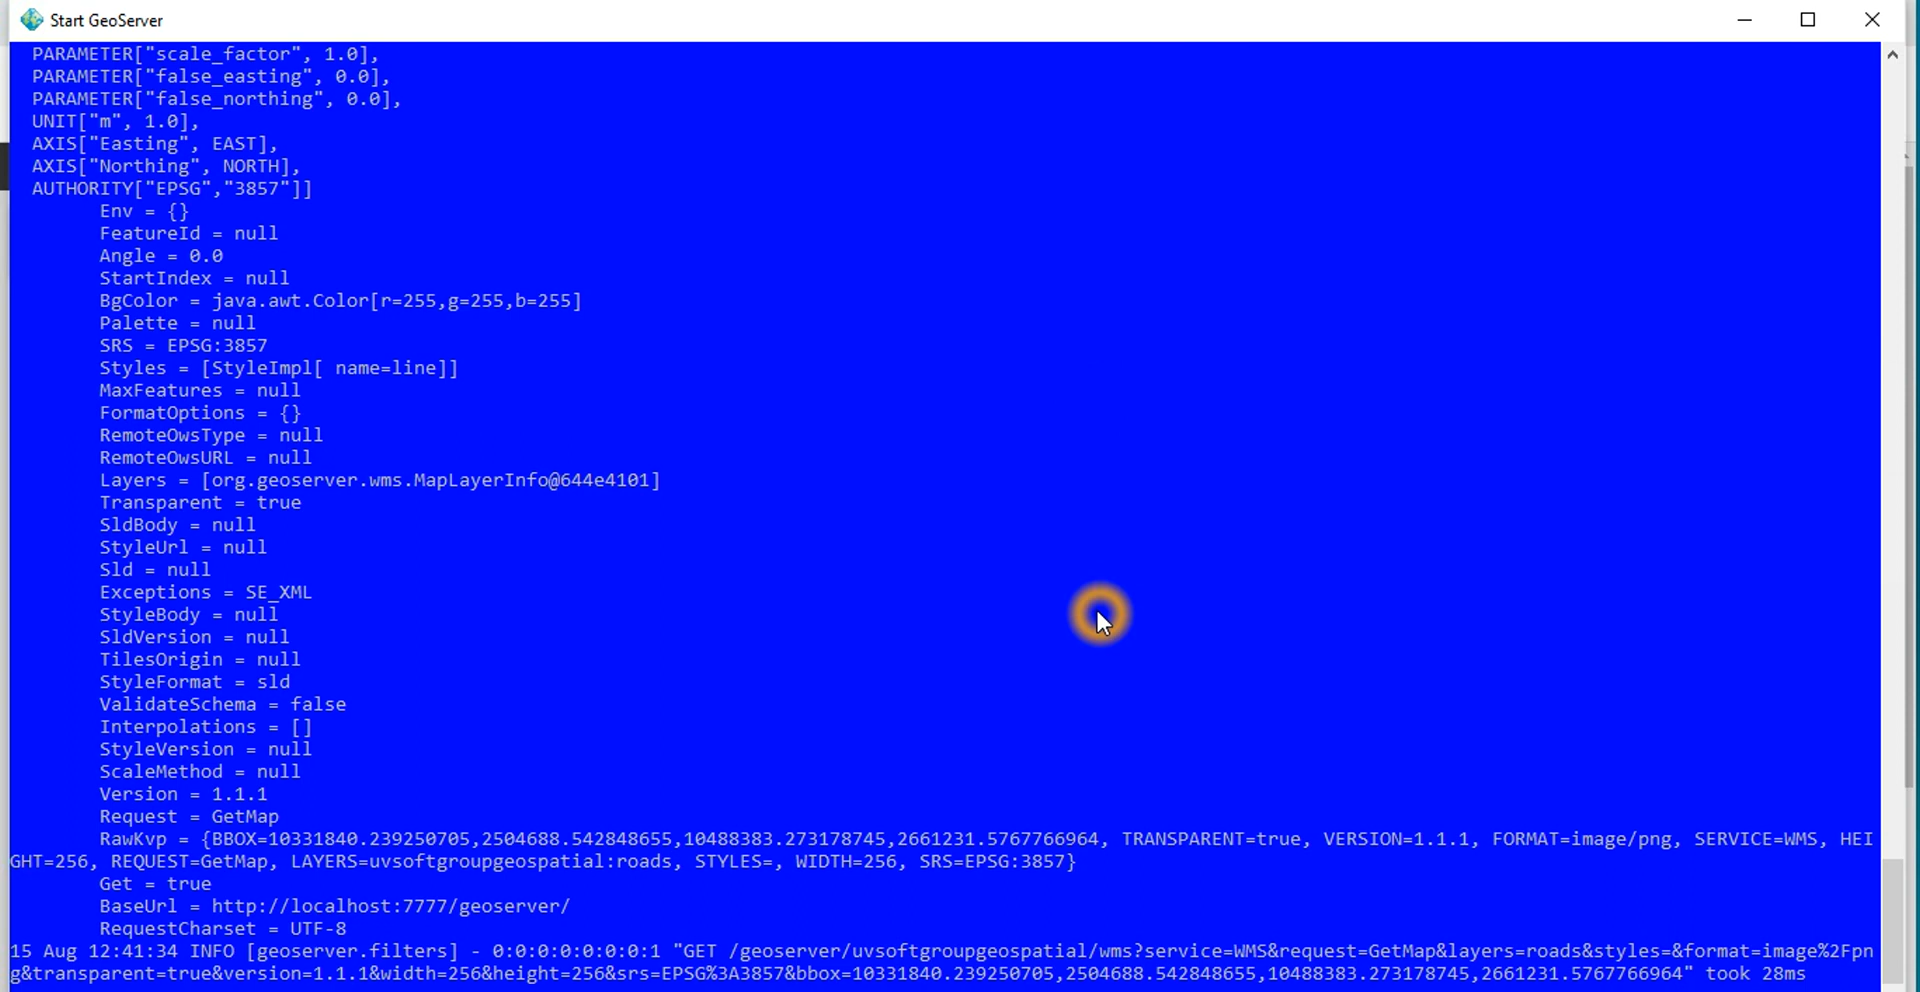 Start GeoServer
PARAMETER["scale_factor", 1.0],
PARAMETER["false_easting", 0.0],
PARAMETER["false_northing", 0.0],
UNIT["m", 1.0],
AXIS["Easting", EAST],
AXIS["Northing", NORTH],
AUTHORITY["EPSG","3857"]]
Env = {}
FeatureId = null
Angle = 0.0
StartIndex = null
BgColor = java.awt.Color[r=255,g=255,b=255]
Palette = null
SRS = EPSG:3857
Styles = [StyleImpl[ name=line]]
MaxFeatures = null
FormatOptions = {}
RemoteOwsType = null
RemoteOwsURL = null
Layers = [org.geoserver.wms.MapLayerInfo@644e4101]
Transparent = true
SldBody = null
StyleUrl = null
Sld = null
Exceptions = SE_XML
StyleBody = null
SldVersion = null
TilesOrigin = null
StyleFormat = sld
ValidateSchema = false
Interpolations = []
StyleVersion = null
ScaleMethod = null
Version = 1.1.1
Request = GetMap
RawKvp = {BBOX=10331840.239250705,2504688.542848655,10488383.273178745,2661231.5767766964, TRANSPARENT=true, VERSION=1.1.1, FORMAT=image/png, SERVICE=WMS, HEI
GHT=256, REQUEST=GetMap, LAYERS=uvsoftgroupgeospatial:roads, STYLES=, WIDTH=256, SRS=EPSG:3857}
Get = true
BaseUrl = http://localhost:7777/geoserver/
RequestCharset = UTF-8
15 Aug 12:41:34 INFO [geoserver.filters] - 0:0:0:0:0:0:0:1 "GET /geoserver/uvsoftgroupgeospatial/wms?service=WMS&request=GetMap&layers=roads&styles=&format=image%2Fpn
g&transparent=true&version=1.1.1&width=256&height=256&srs=EPSG%3A3857&bbox=10331840.239250705,2504688.542848655,10488383.273178745,2661231.5767766964" took 28ms